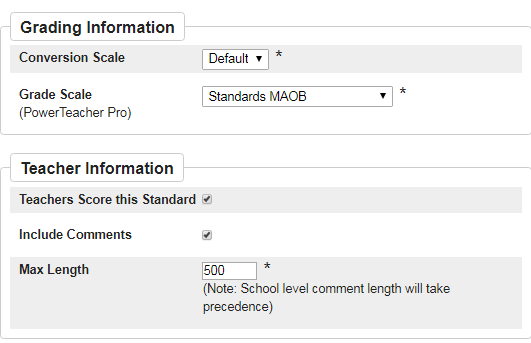 Grading Information
Conversion Scale Default *
Grade Scale Standards MAOB *
(PowerTeacher Pro)
Teacher Information
Teachers Score this Standard
Include Comments
Max Length 500 *
(Note: School level comment length will take
precedence)